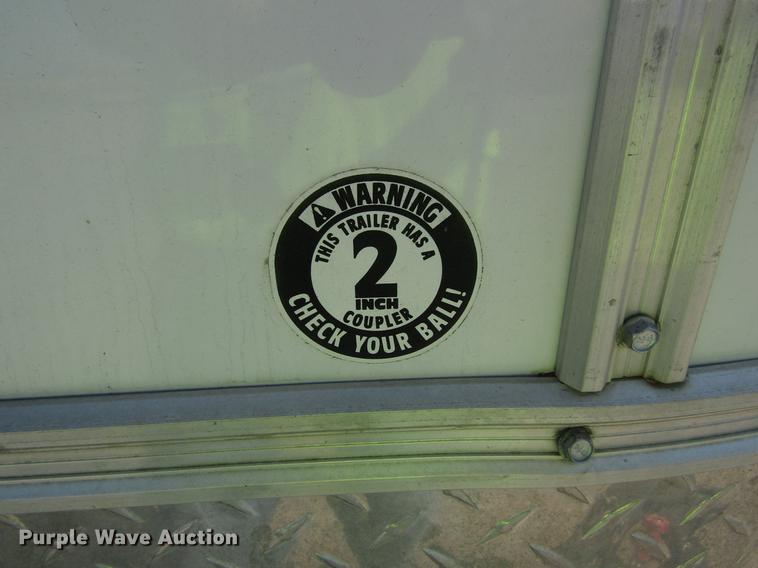 WARNING
THIS TRAILER HAS A
2
INCH
COUPLER
CHECK YOUR BALL!
Purple Wave Auction